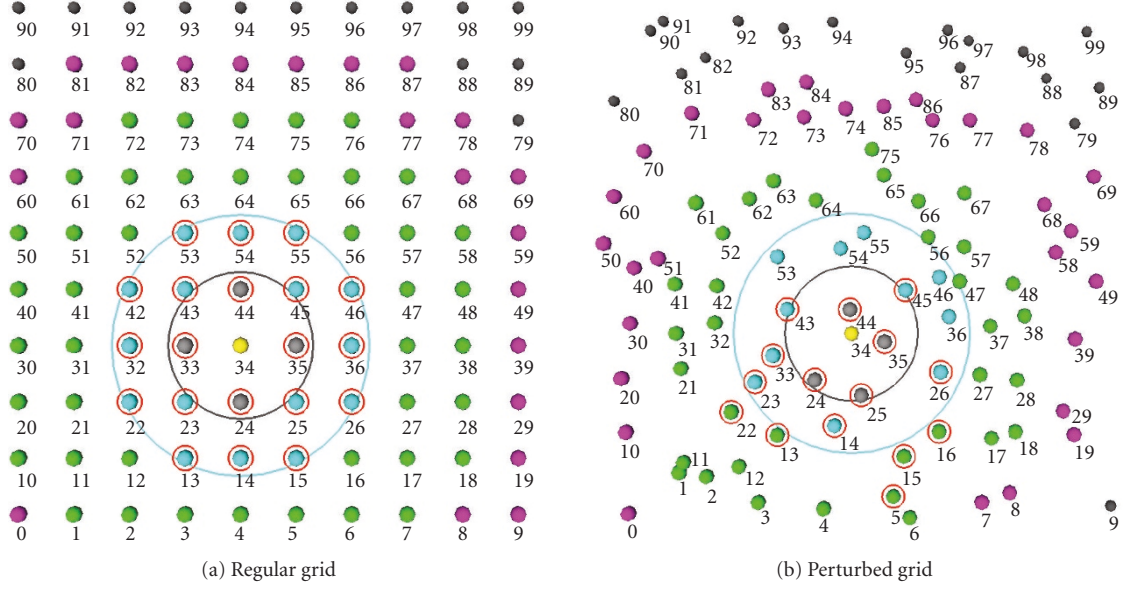 90 91 92 93 94 95 96 97 98 99
80 81 82 83 84 85 86 87 88 89
70 71 72 73 74 75 76 77 78 79
60 61 62 63 64 65 66 67 68 69
50 51 52 53 54 55 56 57 58 59
40 41 42 43 44 45 46 47 48 49
30 31 32 33 34 35 36 37 38 39
20 21 22 23 24 25 26 27 28 29
10 11 12 13 14 15 16 17 18 19
0 1 2 3 4 5 6 7 8 9
(a) Regular grid
91 92 93 94 96 97 99
90 82 95 87 98
81 83 84 86 88 89
80 71 72 73 74 85 76 77 79
70 75 78
60 61 62 63 64 65 66 67 68 69
50 51 52 53 54 55 56 57 58 59
40 41 42 43 44 45 46 47 48 49
30 31 32 33 34 35 36 37 38 39
20 21 22 23 24 25 26 27 28 29
10 11 12 13 14 15 16 17 18 19
0 1 2 3 4 5 6 7 8 9
(b) Perturbed grid